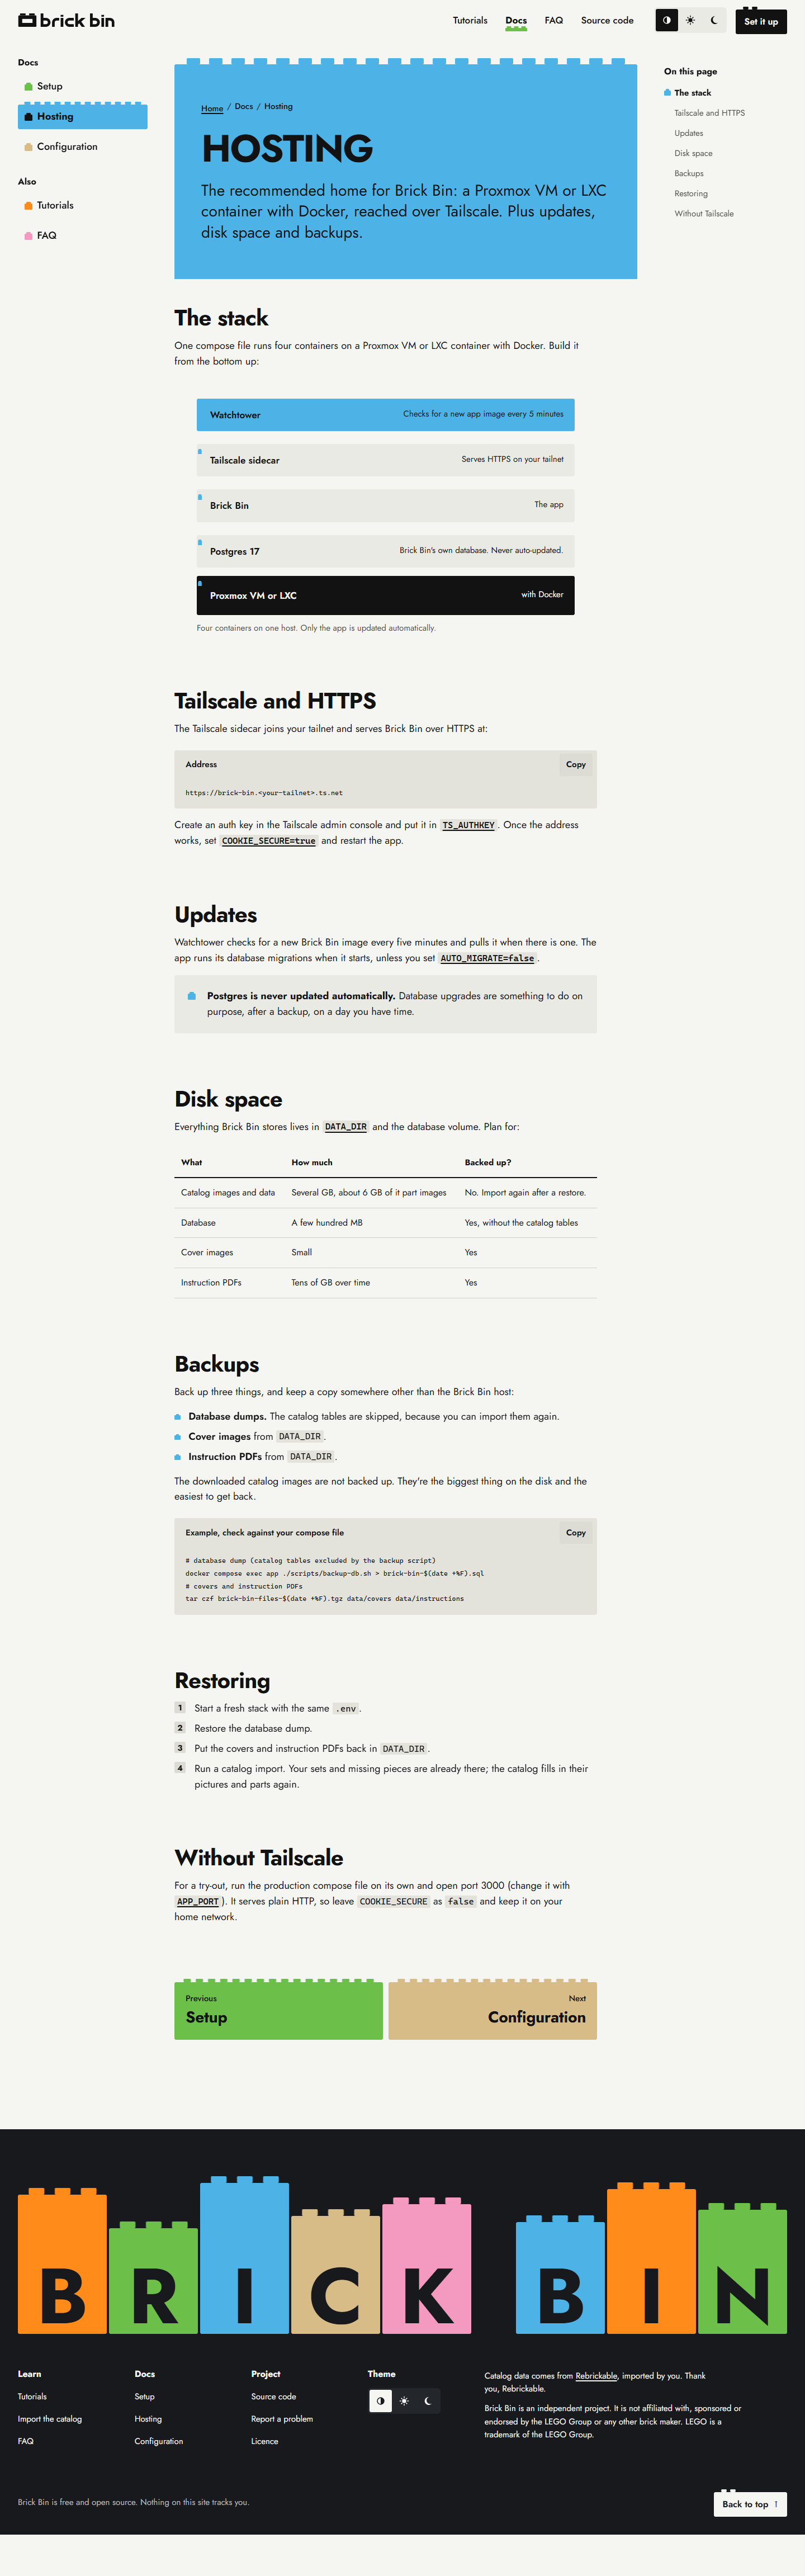 brick bin
Tutorials Docs FAQ Source code Set it up
Docs
Setup
Hosting
Configuration
Also
Tutorials
FAQ
Home / Docs / Hosting
HOSTING
The recommended home for Brick Bin: a Proxmox VM or LXC
container with Docker, reached over Tailscale. Plus updates,
disk space and backups.
On this page
The stack
Tailscale and HTTPS
Updates
Disk space
Backups
Restoring
Without Tailscale
The stack
One compose file runs four containers on a Proxmox VM or LXC container with Docker. Build it
from the bottom up:
Watchtower Checks for a new app image every 5 minutes
Tailscale sidecar Serves HTTPS on your tailnet
Brick Bin The app
Postgres 17 Brick Bin's own database. Never auto-updated.
Proxmox VM or LXC with Docker
Four containers on one host. Only the app is updated automatically.
Tailscale and HTTPS
The Tailscale sidecar joins your tailnet and serves Brick Bin over HTTPS at:
Address Copy
https://brick-bin.<your-tailnet>.ts.net
Create an auth key in the Tailscale admin console and put it in TS_AUTHKEY. Once the address
works, set COOKIE_SECURE=true and restart the app.
Updates
Watchtower checks for a new Brick Bin image every five minutes and pulls it when there is one. The
app runs its database migrations when it starts, unless you set AUTO_MIGRATE=false.
Postgres is never updated automatically. Database upgrades are something to do on
purpose, after a backup, on a day you have time.
Disk space
Everything Brick Bin stores lives in DATA_DIR and the database volume. Plan for:
What How much Backed up?
Catalog images and data Several GB, about 6 GB of it part images No. Import again after a restore.
Database A few hundred MB Yes, without the catalog tables
Cover images Small Yes
Instruction PDFs Tens of GB over time Yes
Backups
Back up three things, and keep a copy somewhere other than the Brick Bin host:
Database dumps. The catalog tables are skipped, because you can import them again.
Cover images from DATA_DIR.
Instruction PDFs from DATA_DIR.
The downloaded catalog images are not backed up. They're the biggest thing on the disk and the
easiest to get back.
Example, check against your compose file Copy
# database dump (catalog tables excluded by the backup script)
docker compose exec app ./scripts/backup-db.sh > brick-bin-$(date +%F).sql
# covers and instruction PDFs
tar czf brick-bin-files-$(date +%F).tgz data/covers data/instructions
Restoring
1 Start a fresh stack with the same .env.
2 Restore the database dump.
3 Put the covers and instruction PDFs back in DATA_DIR.
4 Run a catalog import. Your sets and missing pieces are already there; the catalog fills in their
pictures and parts again.
Without Tailscale
For a try-out, run the production compose file on its own and open port 3000 (change it with
APP_PORT). It serves plain HTTP, so leave COOKIE_SECURE as false and keep it on your
home network.
Previous
Setup
Next
Configuration
BRICK BIN
Learn
Tutorials
Import the catalog
FAQ
Docs
Setup
Hosting
Configuration
Project
Source code
Report a problem
Licence
Theme
Catalog data comes from Rebrickable, imported by you. Thank
you, Rebrickable.
Brick Bin is an independent project. It is not affiliated with, sponsored or
endorsed by the LEGO Group or any other brick maker. LEGO is a
trademark of the LEGO Group.
Brick Bin is free and open source. Nothing on this site tracks you.
Back to top ↑